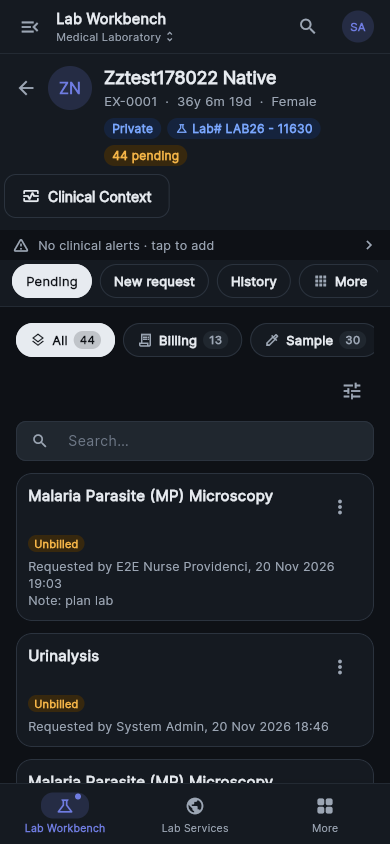 Lab Workbench
Medical Laboratory
SA
ZN
Zztest178022 Native
EX-0001 · 36y 6m 19d · Female
Private
Lab# LAB26 - 11630
44 pending
Clinical Context
No clinical alerts · tap to add
Pending
New request
History
More
All 44
Billing 13
Sample 30
Search...
Malaria Parasite (MP) Microscopy
Unbilled
Requested by E2E Nurse Providenci, 20 Nov 2026
19:03
Note: plan lab
Urinalysis
Unbilled
Requested by System Admin, 20 Nov 2026 18:46
Malaria Parasite (MP) Microscopy
Lab Workbench
Lab Services
More